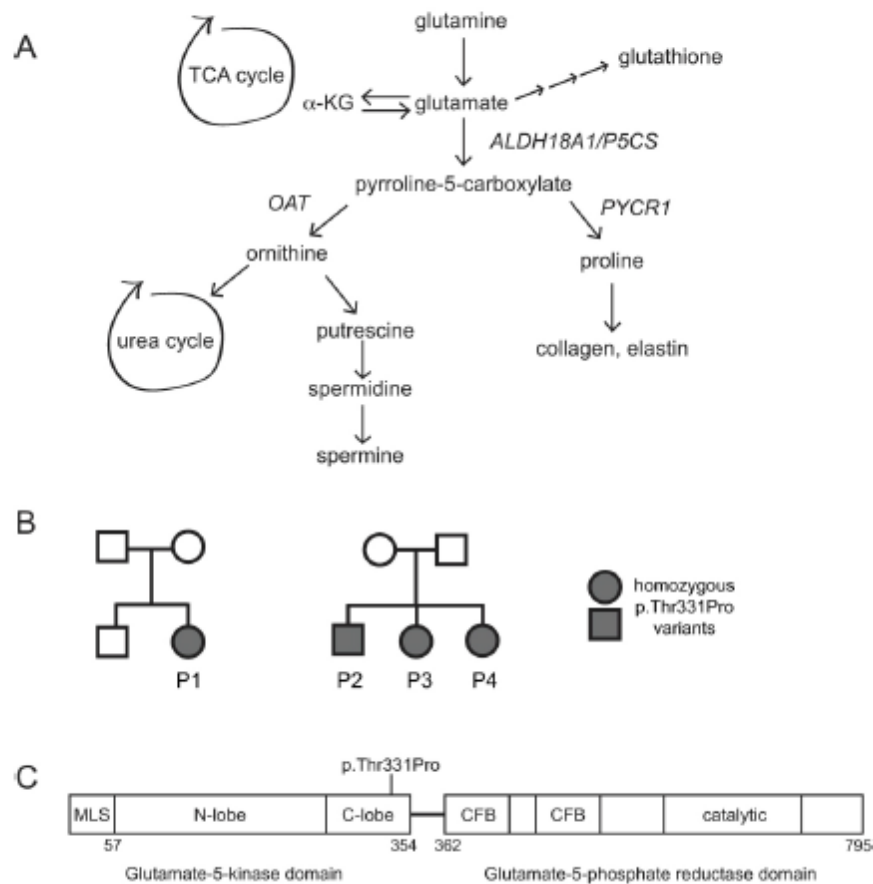 A
glutamine
TCA cycle
glutathione
α-KG
glutamate
ALDH18A1/P5CS
pyrroline-5-carboxylate
OAT
PYCR1
ornithine
proline
urea cycle
putrescine
collagen, elastin
spermidine
spermine
B
homozygous
p.Thr331Pro
variants
P1
P2
P3
P4
C
p.Thr331Pro
MLS
N-lobe
C-lobe
CFB
CFB
catalytic
57
354
362
795
Glutamate-5-kinase domain
Glutamate-5-phosphate reductase domain